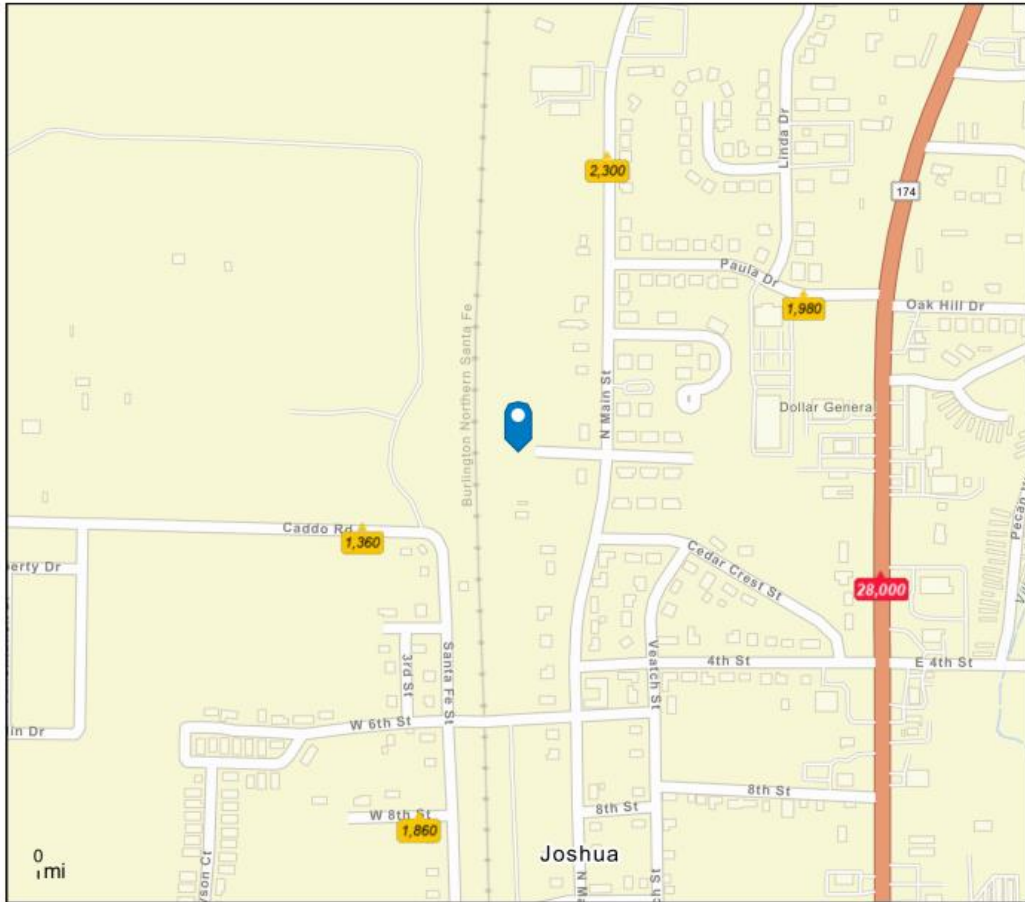 2,300
Linda Dr
174
Paula Dr
1,980
Oak Hill Dr
Burlington Northern Santa Fe
N Main St
Dollar General
Caddo Rd
1,360
Cedar Crest St
28,000
erty Dr
Santa Fe St
3rd St
Veatch St
4th St
E 4th St
W 6th St
in Dr
8th St
8th St
W 8th St
1,860
0
mi
Joshua
yson Ct
N Ma
h St